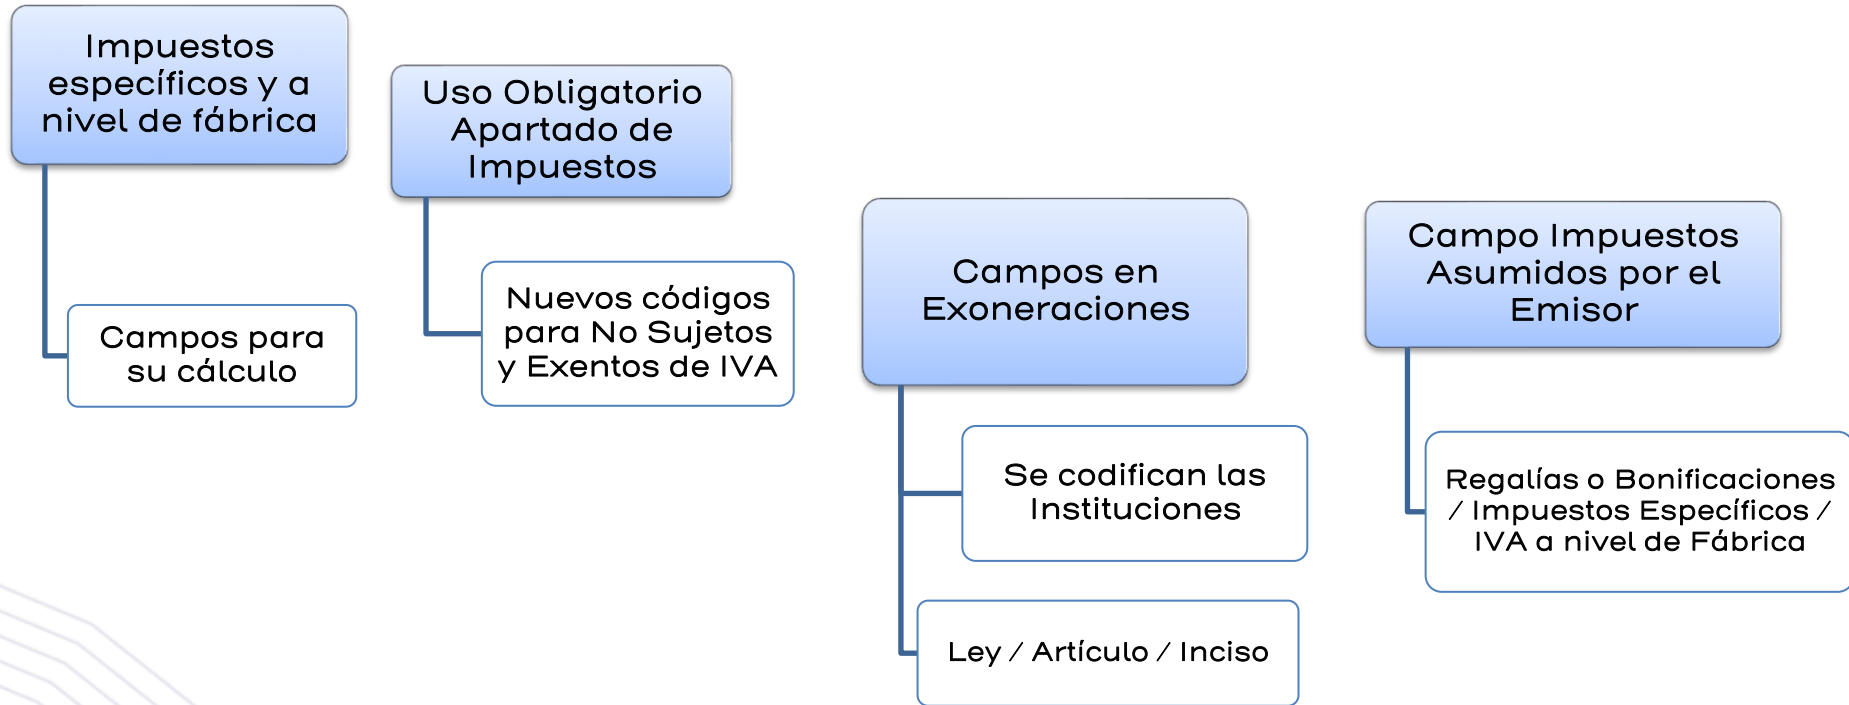 Impuestos
específicos y a
nivel de fábrica
Campos para
su cálculo
Uso Obligatorio
Apartado de
Impuestos
Nuevos códigos
para No Sujetos
y Exentos de IVA
Campos en
Exoneraciones
Se codifican las
Instituciones
Ley / Artículo / Inciso
Campo Impuestos
Asumidos por el
Emisor
Regalías o Bonificaciones
/ Impuestos Específicos /
IVA a nivel de Fábrica